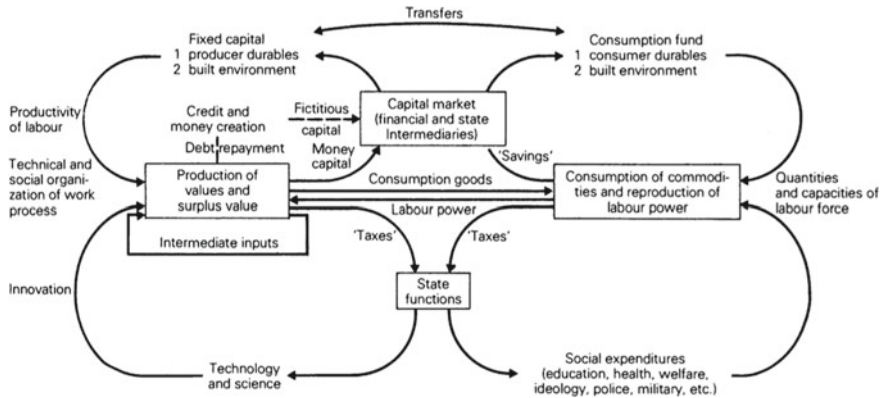 Transfers
Fixed capital
1 producer durables
2 built environment
Consumption fund
1 consumer durables
2 built environment
Productivity
of labour
Credit and
money creation
Debt repayment
Fictitious
capital
Money
capital
Capital market
(financial and state
Intermediaries)
'Savings'
Technical and
social organi-
zation of work
process
Production of
values and
surplus value
Consumption goods
Labour power
Consumption of commodi-
ties and reproduction of
labour power
Quantities
and capacities of
labour force
Intermediate inputs
'Taxes'
'Taxes'
Innovation
State
functions
Technology
and science
Social expenditures
(education, health, welfare,
ideology, police, military, etc.)